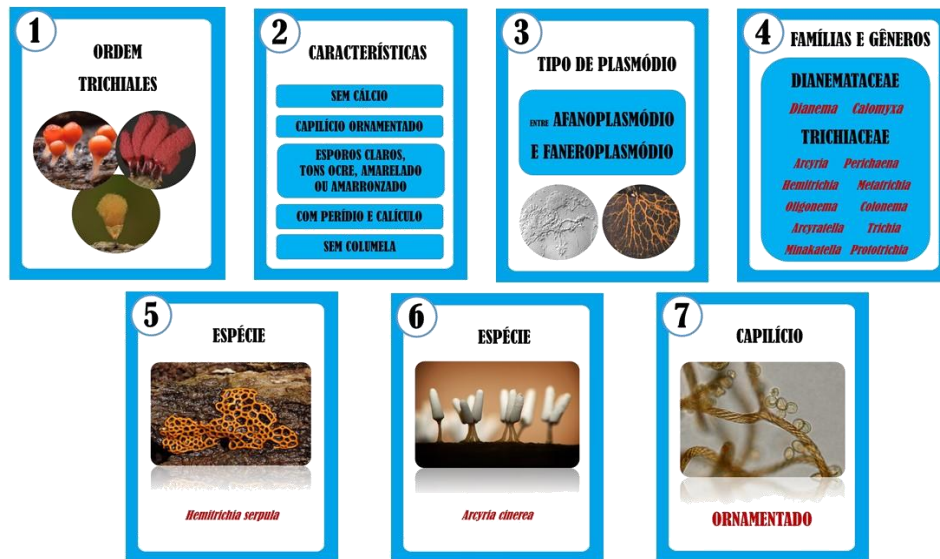 1
ORDEM
TRICHIALES
2
CARACTERÍSTICAS
SEM CÁLCIO
CAPILÍCIO ORNAMENTADO
ESPOROS CLAROS,
TONS OCRE, AMARELADO
OU AMARRONZADO
COM PERÍDIO E CALÍCULO
SEM COLUMELA
3
TIPO DE PLASMÓDIO
ENTRE AFANOPLASMÓDIO
E FANEROPLASMÓDIO
4
FAMÍLIAS E GÊNEROS
DIANEMATACEAE
Dianema Calomyxa
TRICHIACEAE
Arcyria Perichaena
Hemitrichia Metatrichia
Oligonema Calonema
Arcyratella Trichia
Minakatella Prototrichia
5
ESPÉCIE
Hemitrichia serpula
6
ESPÉCIE
Arcyria cinerea
7
CAPILÍCIO
ORNAMENTADO